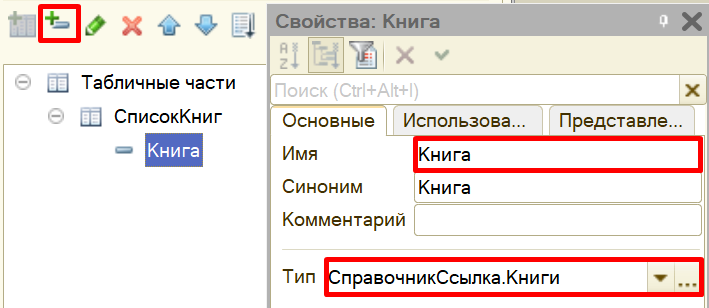 Табличные части
СписокКниг
Книга
Свойства: Книга
A
Z
Поиск (Ctrl+Alt+I)
Основные
Использова...
Представле...
Имя
Книга
Синоним
Книга
Комментарий
Тип
СправочникСсылка.Книги
...